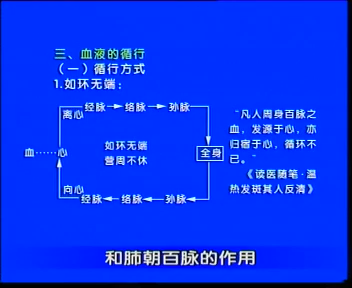 三、血液的循行
（一）循行方式
1.如环无端：
离心 经脉 络脉 孙脉
血……心
如环无端
营周不休
全身
向心
经脉 络脉 孙脉
“凡人周身百脉之
血，发源于心，亦
归宿于心，循环不
已。”
《读医随笔·温
热发斑其人反清》
和肺朝百脉的作用